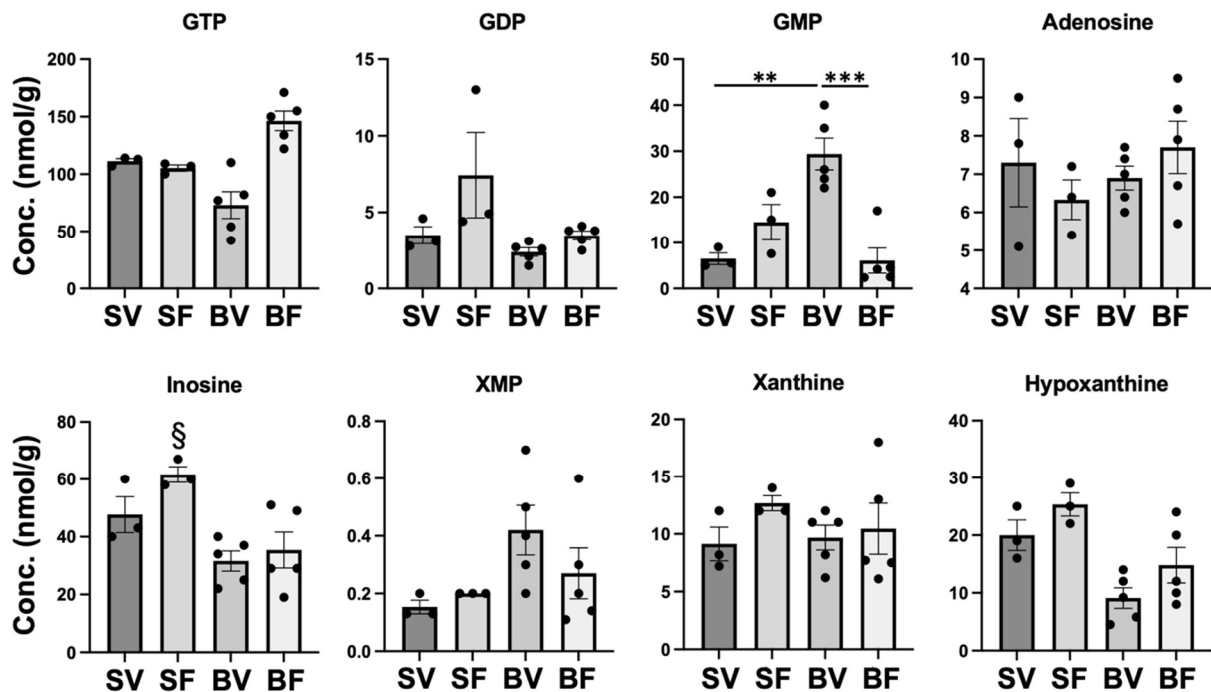 GTP
GDP
GMP
Adenosine
Conc. (nmol/g)
200
150
100
50
0
SV SF BV BF
15
10
5
0
SV SF BV BF
50
40
30
20
10
0
** ***
SV SF BV BF
10
9
8
7
6
5
4
SV SF BV BF
Inosine
XMP
Xanthine
Hypoxanthine
Conc. (nmol/g)
80
60
40
20
0
§
SV SF BV BF
0.8
0.6
0.4
0.2
0.0
SV SF BV BF
20
15
10
5
0
SV SF BV BF
40
30
20
10
0
SV SF BV BF